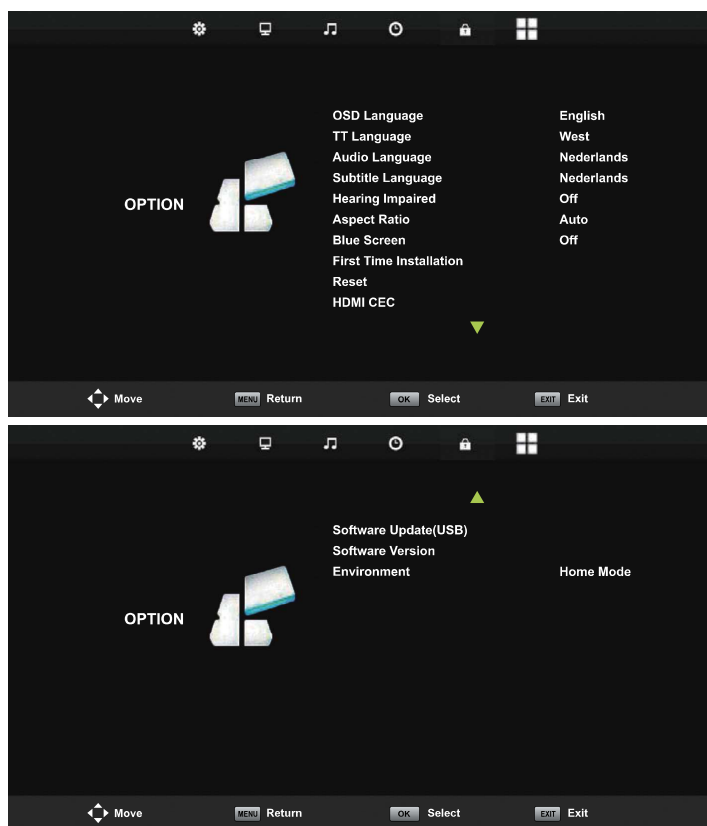 OPTION
OSD Language English
TT Language West
Audio Language Nederlands
Subtitle Language Nederlands
Hearing Impaired Off
Aspect Ratio Auto
Blue Screen Off
First Time Installation
Reset
HDMI CEC
Move MENU Return OK Select EXIT Exit
OPTION
Software Update(USB)
Software Version
Environment Home Mode
Move MENU Return OK Select EXIT Exit